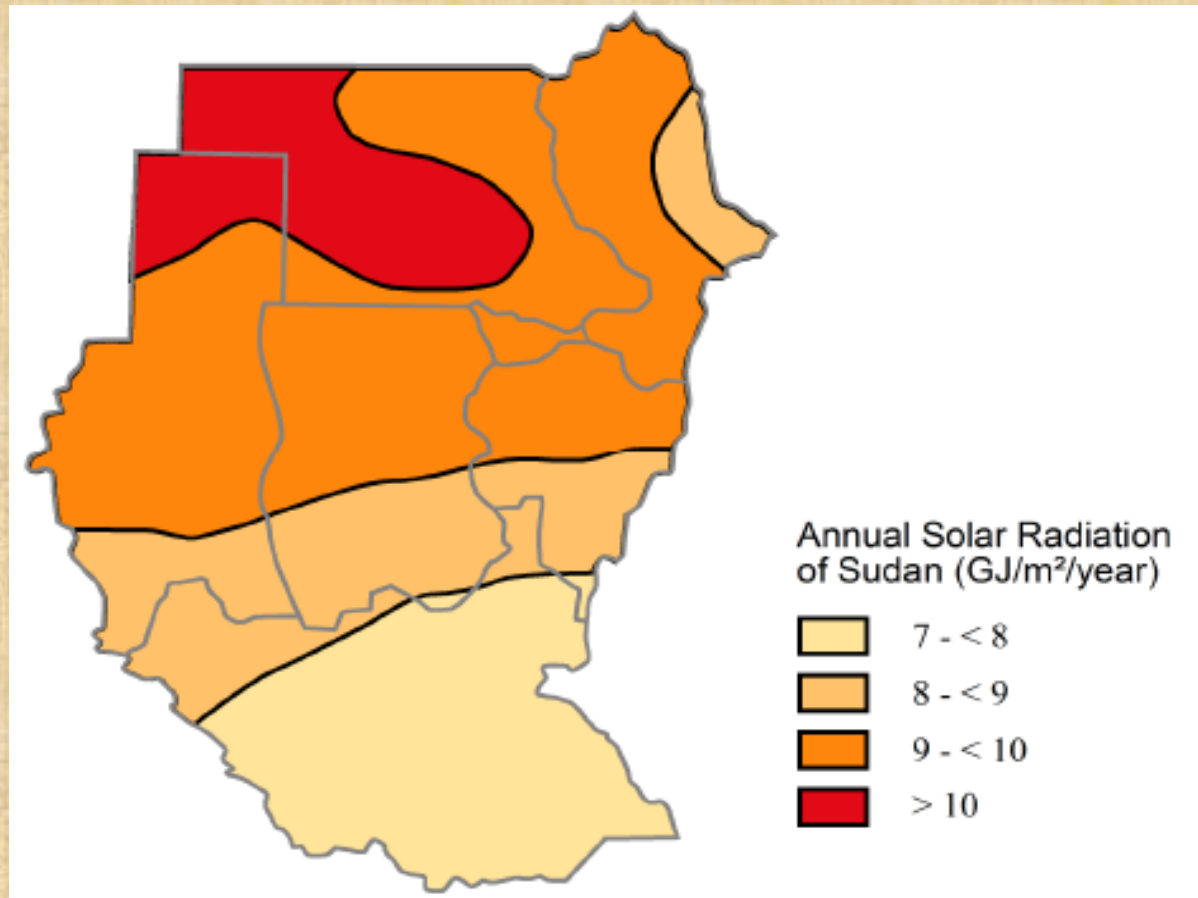 Annual Solar Radiation
of Sudan (GJ/m²/year)
7 - < 8
8 - < 9
9 - < 10
> 10